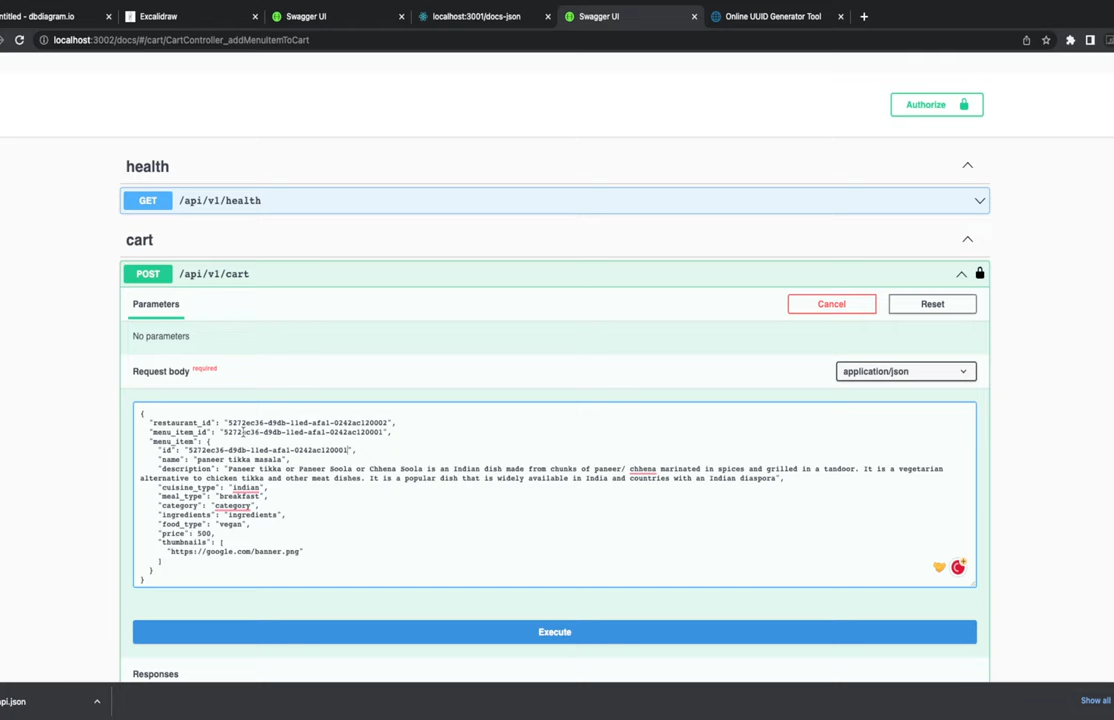 ntitled - dbdiagram.io
Excalidraw
Swagger UI
localhost:3001/docs-json
Swagger UI
Online UUID Generator Tool
localhost:3002/docs/#/cart/CartController_addMenuItemToCart
Authorize
health
GET /api/v1/health
cart
POST /api/v1/cart
Parameters
Cancel
Reset
No parameters
Request body required
application/json
{
"restaurant_id": "5272ec36-d9db-11ed-afa1-0242ac120002",
"menu_item_id": "5272ec36-d9db-11ed-afa1-0242ac120001",
"menu_item": {
"id": "5272ec36-d9db-11ed-afa1-0242ac120001",
"name": "paneer tikka masala",
"description": "Paneer tikka or Paneer Soola or Chhena Soola is an Indian dish made from chunks of paneer/ chhena marinated in spices and grilled in a tandoor. It is a vegetarian
alternative to chicken tikka and other meat dishes. It is a popular dish that is widely available in India and countries with an Indian diaspora",
"cuisine_type": "indian",
"meal_type": "breakfast",
"category": "category",
"ingredients": "ingredients",
"food_type": "vegan",
"price": 500,
"thumbnails": [
"https://google.com/banner.png"
]
}
}
Execute
Responses
pi.json
Show all